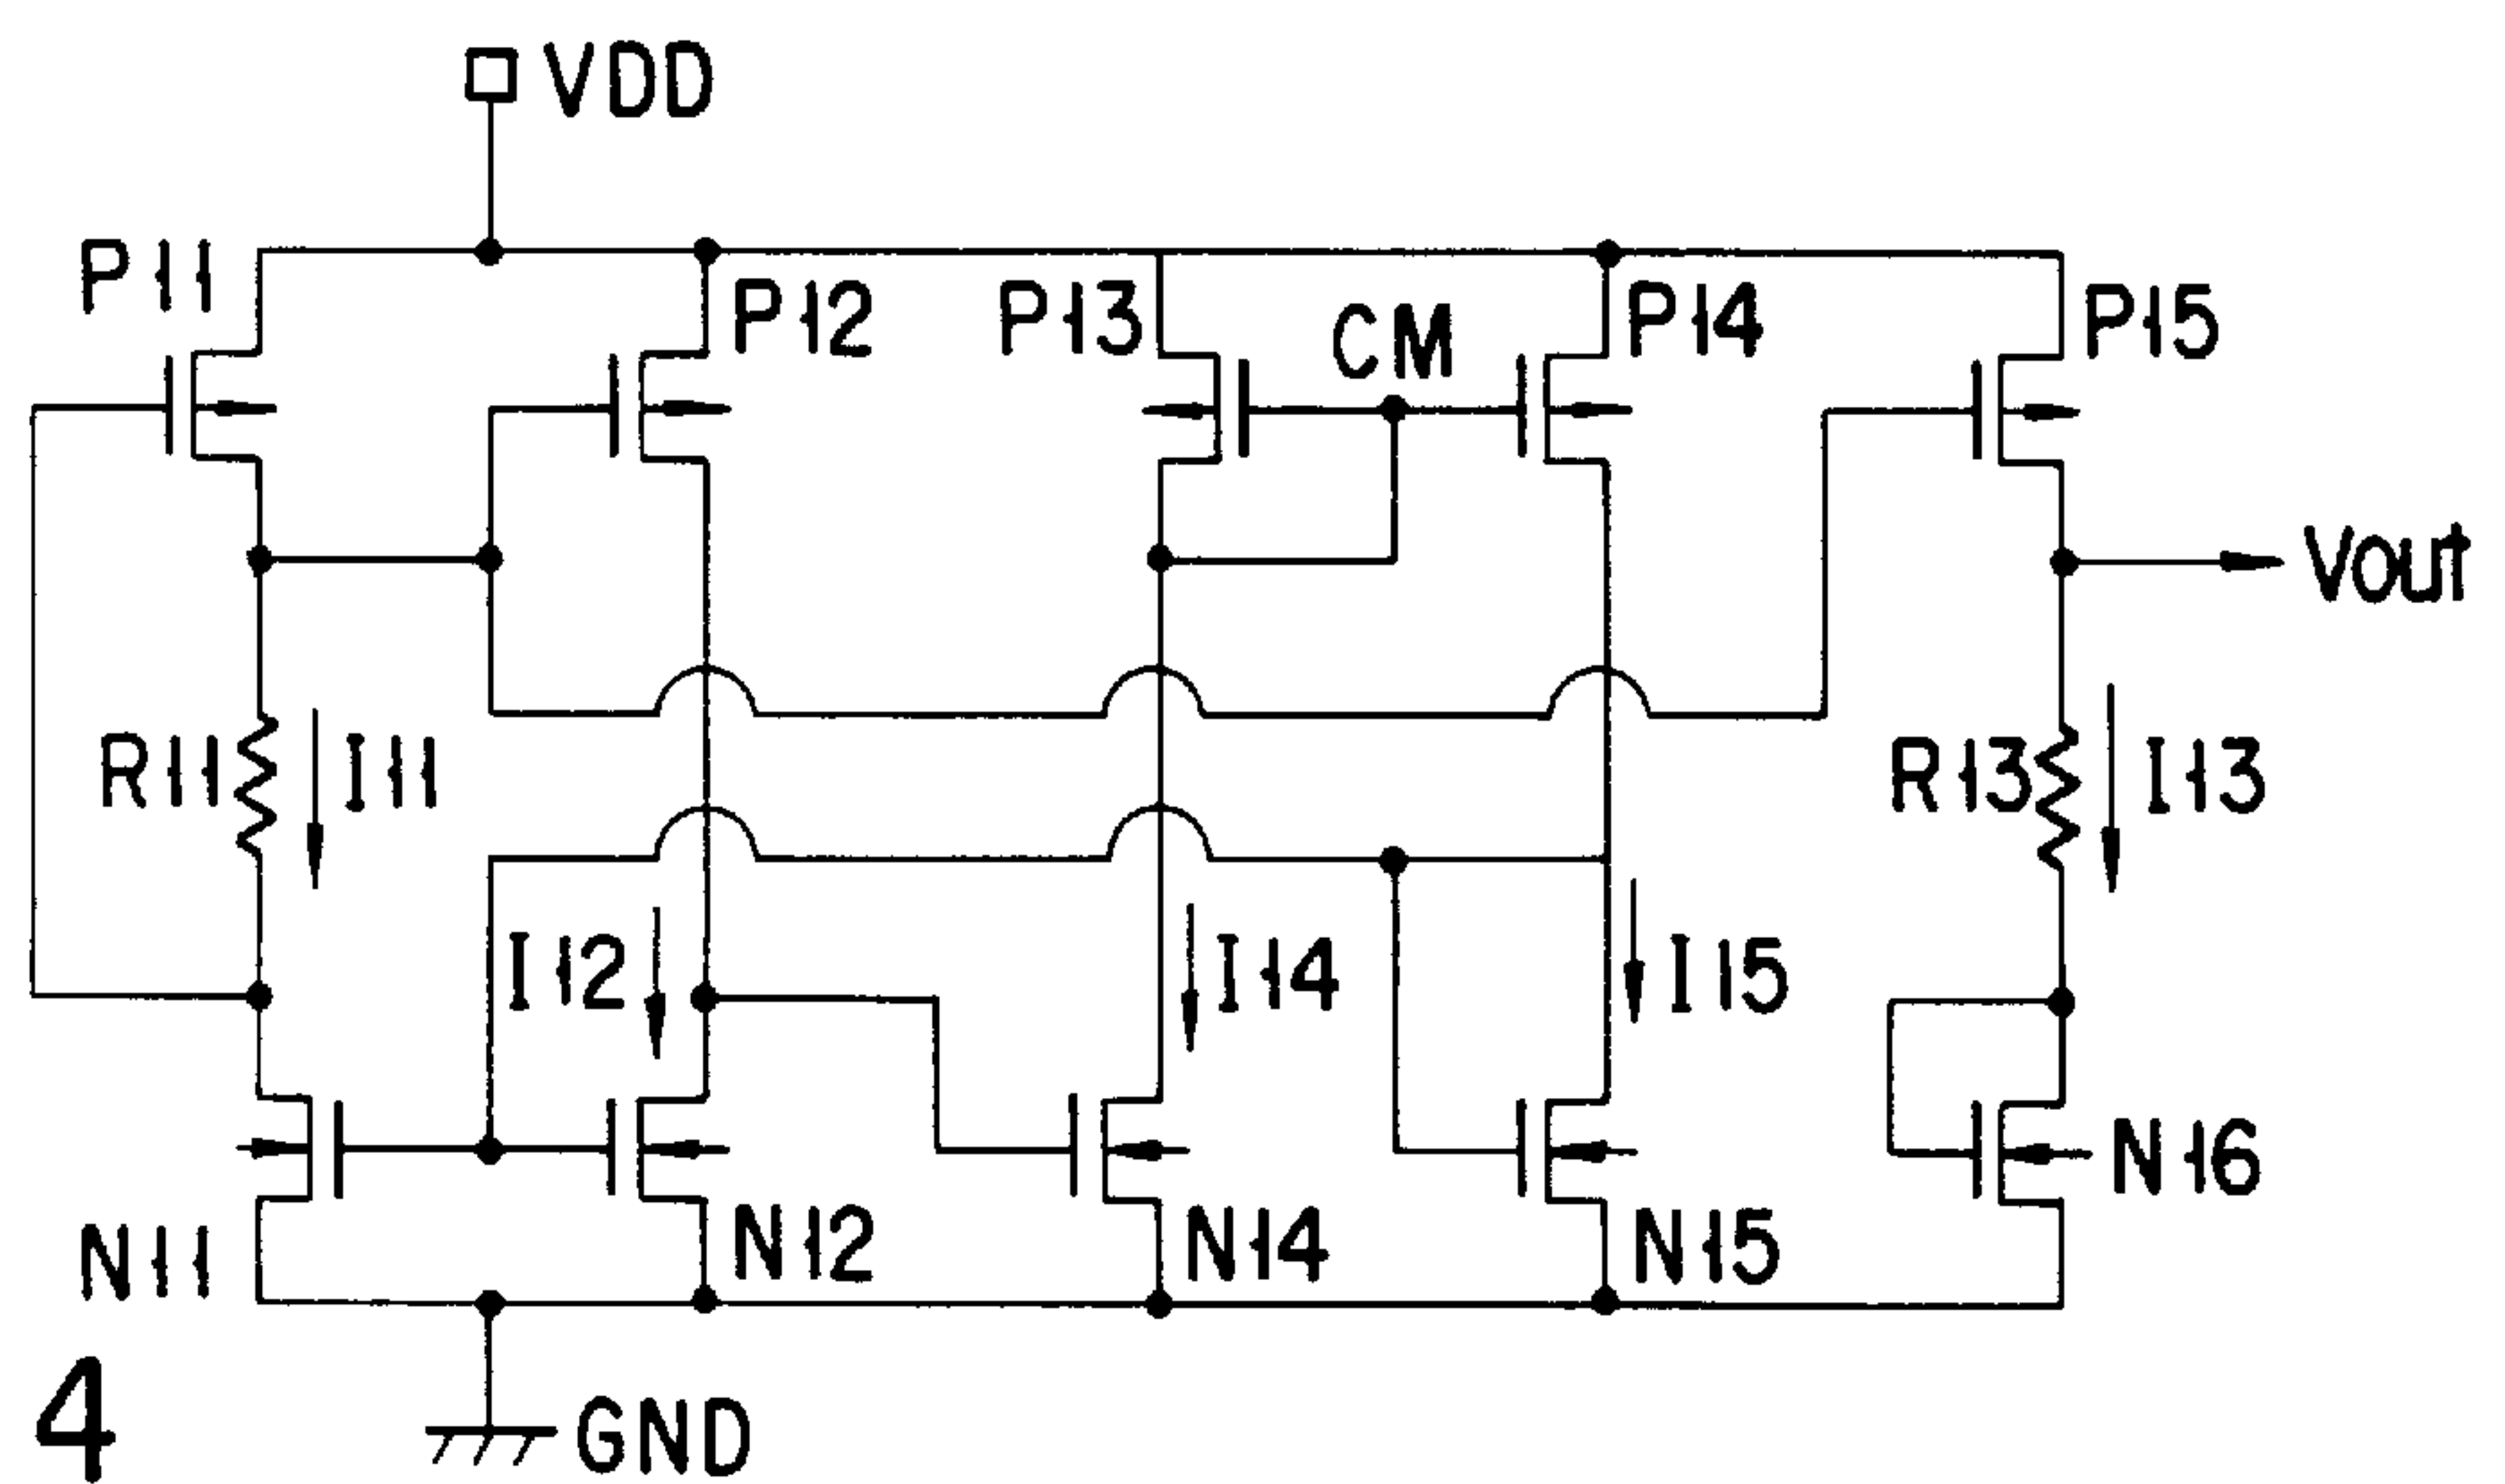 VDD
P11
P12
P13
CM
P14
P15
Vout
R11
I11
R13
I13
I12
I14
I15
N16
N11
N12
N14
N15
4
GND